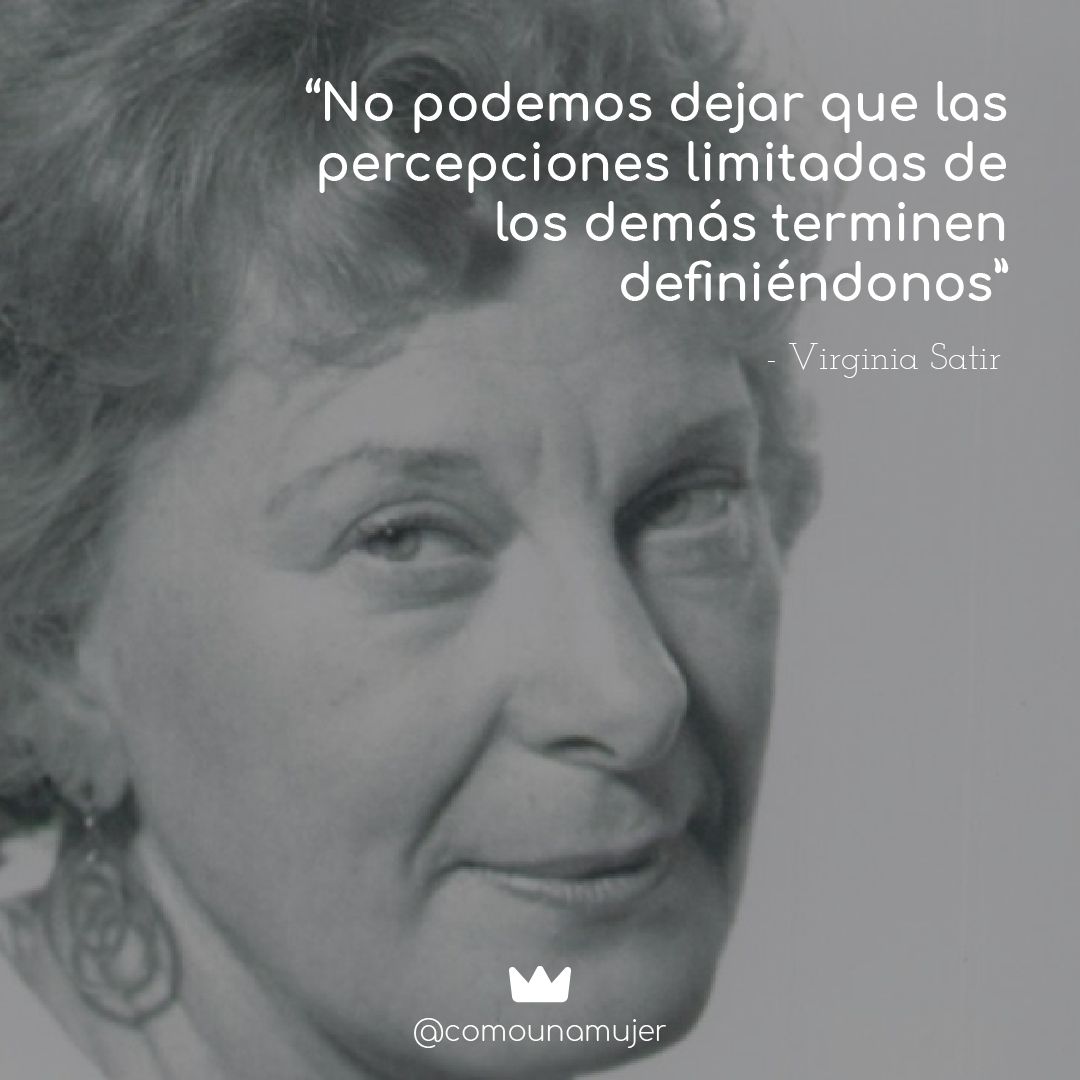 “No podemos dejar que las
percepciones limitadas de
los demás terminen
definiéndonos”
- Virginia Satir
@comounamujer